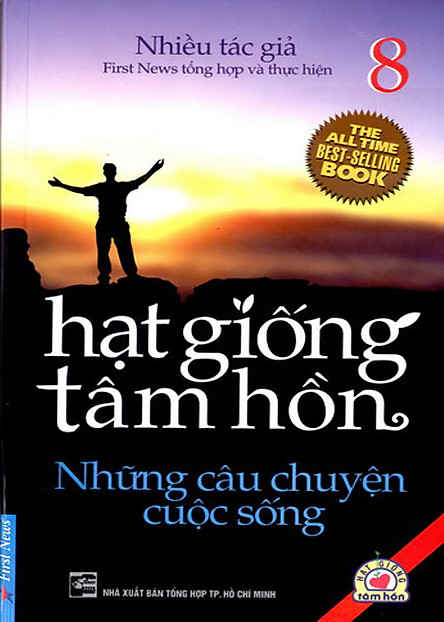 Nhiều tác giả
First News tổng hợp và thực hiện
8
THE
ALL TIME
BEST-SELLING
BOOK
hạt giống
tâm hồn
Những câu chuyện
cuộc sống
First News
NHÀ XUẤT BẢN TỔNG HỢP TP. HỒ CHÍ MINH
HẠT GIỐNG
tâm hồn